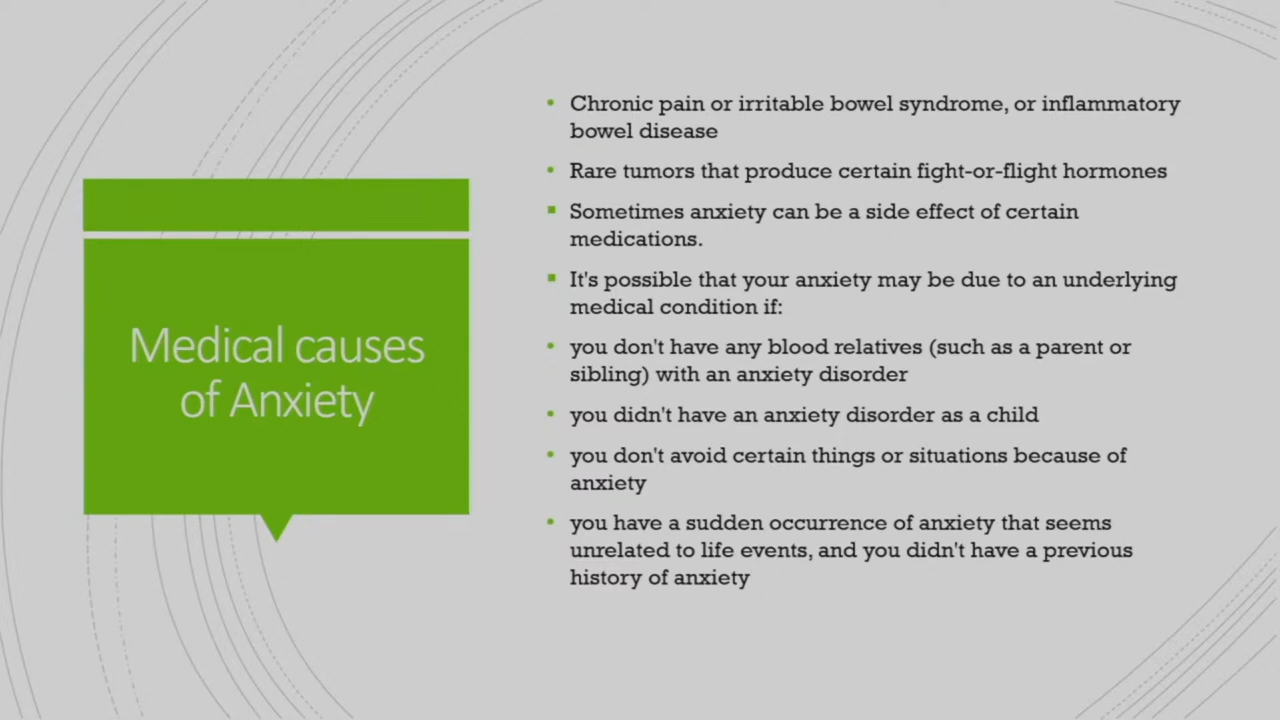 Medical causes
of Anxiety
Chronic pain or irritable bowel syndrome, or inflammatory
bowel disease
Rare tumors that produce certain fight-or-flight hormones
Sometimes anxiety can be a side effect of certain
medications.
It's possible that your anxiety may be due to an underlying
medical condition if:
you don't have any blood relatives (such as a parent or
sibling) with an anxiety disorder
you didn't have an anxiety disorder as a child
you don't avoid certain things or situations because of
anxiety
you have a sudden occurrence of anxiety that seems
unrelated to life events, and you didn't have a previous
history of anxiety